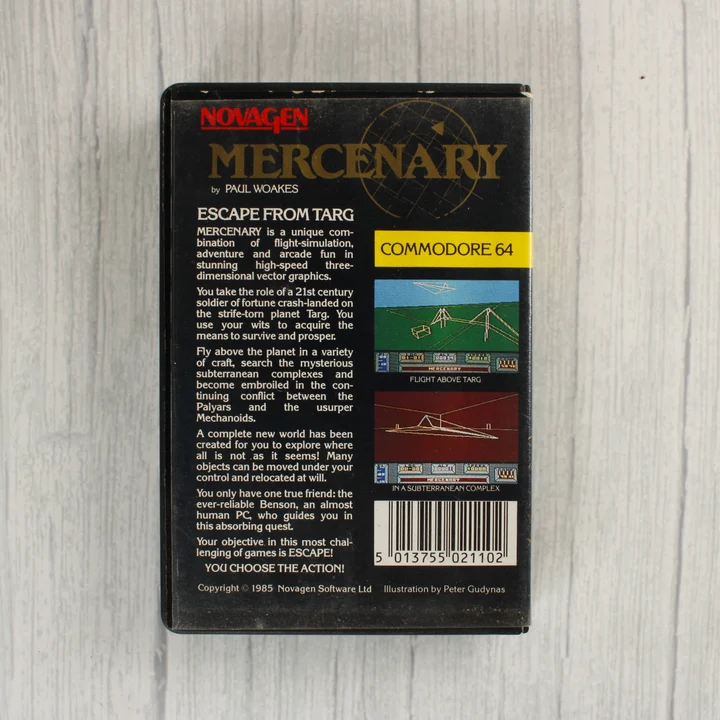 NOVAGEN
MERCENARY
by PAUL WOAKES
ESCAPE FROM TARG
MERCENARY is a unique com-
bination of flight-simulation,
adventure and arcade fun in
stunning high-speed three-
dimensional vector graphics.
You take the role of a 21st century
soldier of fortune crash-landed on
the strife-torn planet Targ. You
use your wits to acquire the
means to survive and prosper.
Fly above the planet in a variety
of craft, search the mysterious
subterranean complexes and
become embroiled in the con-
tinuing conflict between the
Palyars and the usurper
Mechanoids.
A complete new world has been
created for you to explore where
all is not as it seems! Many
objects can be moved under your
control and relocated at will.
You only have one true friend: the
ever-reliable Benson, an almost
human PC, who guides you in
this absorbing quest.
Your objective in this most chal-
lenging of games is ESCAPE!
YOU CHOOSE THE ACTION!
COMMODORE 64
MERCENARY
FLIGHT ABOVE TARG
MERCENARY
IN A SUBTERRANEAN COMPLEX
5 013755 021102
Copyright © 1985 Novagen Software Ltd Illustration by Peter Gudynas